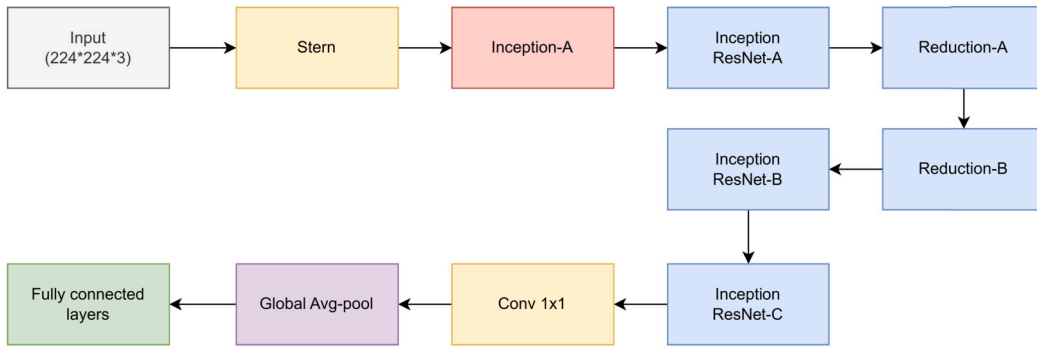 Input
(224*224*3)
Stern
Inception-A
Inception
ResNet-A
Reduction-A
Inception
ResNet-B
Reduction-B
Fully connected
layers
Global Avg-pool
Conv 1x1
Inception
ResNet-C